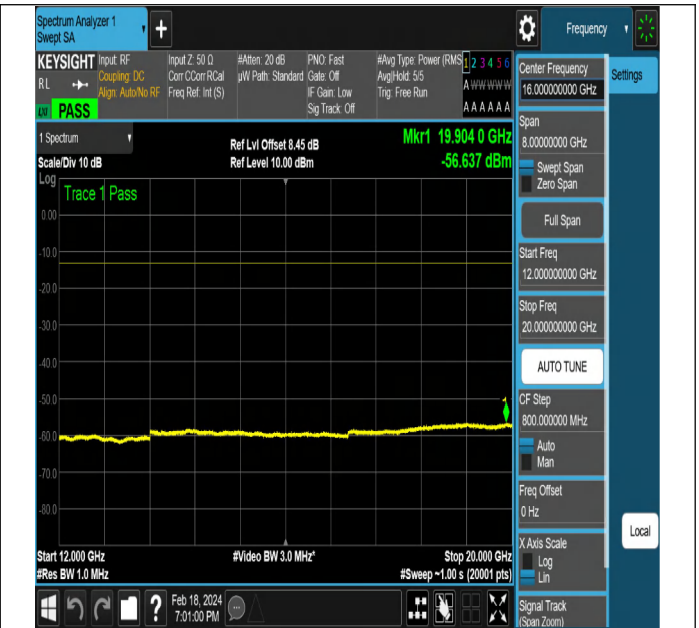 Spectrum Analyzer 1
Swept SA
Frequency
KEYSIGHT
RL
PASS
Input: RF
Coupling: DC
Align: Auto/No RF
Input Z: 50 Ω
Corr CCorr RCal
Freq Ref: Int (S)
#Atten: 20 dB
µW Path: Standard
PNO: Fast
Gate: Off
IF Gain: Low
Sig Track: Off
#Avg Type: Power (RMS
Avg|Hold: 5/5
Trig: Free Run
1 2 3 4 5 6
A W W W W W
A A A A A A
1 Spectrum
Scale/Div 10 dB
Ref Lvl Offset 8.45 dB
Ref Level 10.00 dBm
Mkr1 19.904 0 GHz
-56.637 dBm
Log
Trace 1 Pass
0.00
-10.0
-20.0
-30.0
-40.0
-50.0
-60.0
-70.0
-80.0
1
Start 12.000 GHz
#Res BW 1.0 MHz
#Video BW 3.0 MHz*
Stop 20.000 GHz
#Sweep ~1.00 s (20001 pts)
Feb 18, 2024
7:01:00 PM
Center Frequency
16.000000000 GHz
Settings
Span
8.00000000 GHz
Swept Span
Zero Span
Full Span
Start Freq
12.000000000 GHz
Stop Freq
20.000000000 GHz
AUTO TUNE
CF Step
800.000000 MHz
Auto
Man
Freq Offset
0 Hz
X Axis Scale
Log
Lin
Local
Signal Track
(Span Zoom)